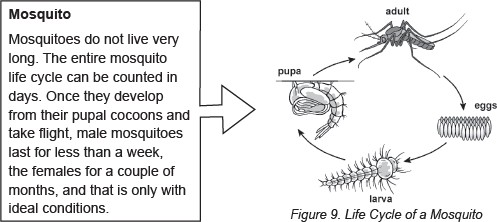 Mosquito
Mosquitoes do not live very
long. The entire mosquito
life cycle can be counted in
days. Once they develop
from their pupal cocoons and
take flight, male mosquitoes
last for less than a week,
the females for a couple of
months, and that is only with
ideal conditions.
adult
pupa
eggs
larva
Figure 9. Life Cycle of a Mosquito